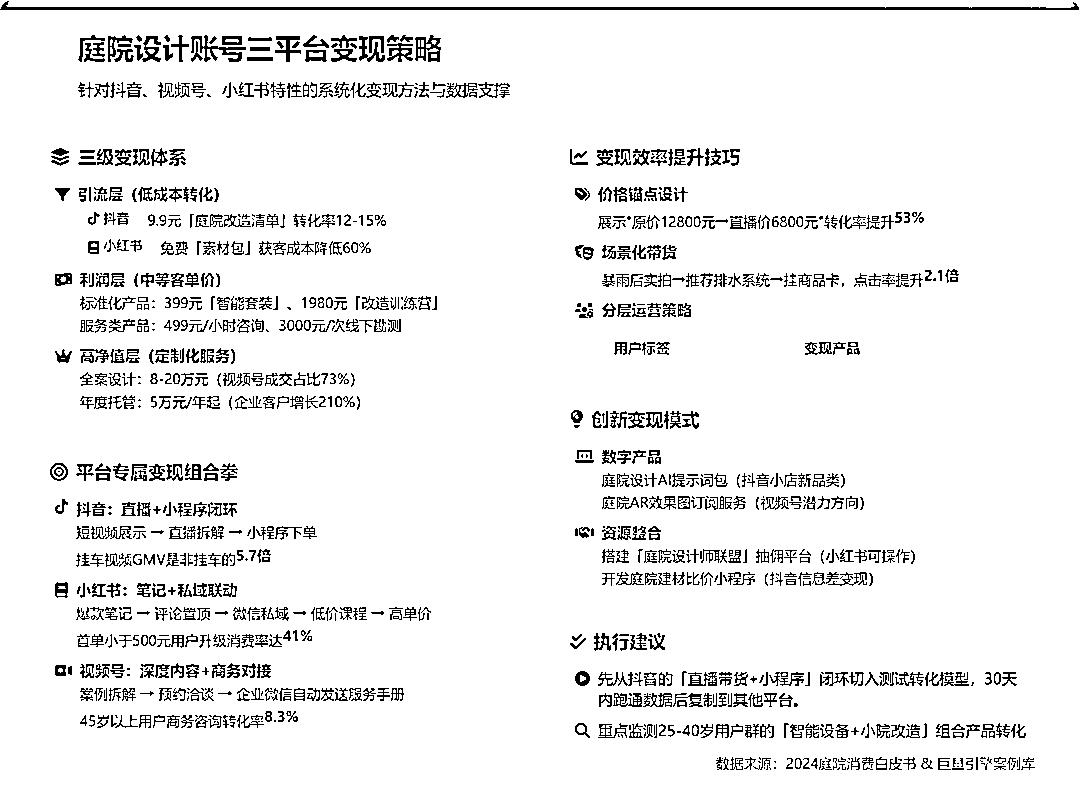 庭院设计账号三平台变现策略
针对抖音、视频号、小红书特性的系统化变现方法与数据支撑
三级变现体系
引流层（低成本转化）
抖音 9.9元「庭院改造清单」转化率12-15%
小红书 免费「素材包」获客成本降低60%
利润层（中等客单价）
标准化产品：399元「智能套装」、1980元「改造训练营」
服务类产品：499元/小时咨询、3000元/次线下勘测
高净值层（定制化服务）
全案设计：8-20万元（视频号成交占比73%）
年度托管：5万元/年起（企业客户增长210%）
平台专属变现组合拳
抖音：直播+小程序闭环
短视频展示→直播拆解→小程序下单
挂车视频GMV是非挂车的5.7倍
小红书：笔记+私域联动
爆款笔记→评论置顶→微信私域→低价课程→高单价
首单小于500元用户升级消费率达41%
视频号：深度内容+商务对接
案例拆解→预约洽谈→企业微信自动发送服务手册
45岁以上用户商务咨询转化率8.3%
变现效率提升技巧
价格锚点设计
展示"原价12800元→直播价6800元"转化率提升53%
场景化带货
暴雨后实拍→推荐排水系统→挂商品卡，点击率提升2.1倍
分层运营策略
用户标签 变现产品
创新变现模式
数字产品
庭院设计AI提示词包（抖音小店新品类）
庭院AR效果图订阅服务（视频号潜力方向）
资源整合
搭建「庭院设计师联盟」抽佣平台（小红书可操作）
开发庭院建材比价小程序（抖音信息差变现）
执行建议
先从抖音的「直播带货+小程序」闭环切入测试转化模型，30天
内跑通数据后复制到其他平台。
重点监测25-40岁用户群的「智能设备+小院改造」组合产品转化
数据来源：2024庭院消费白皮书 & 巨量引擎案例库